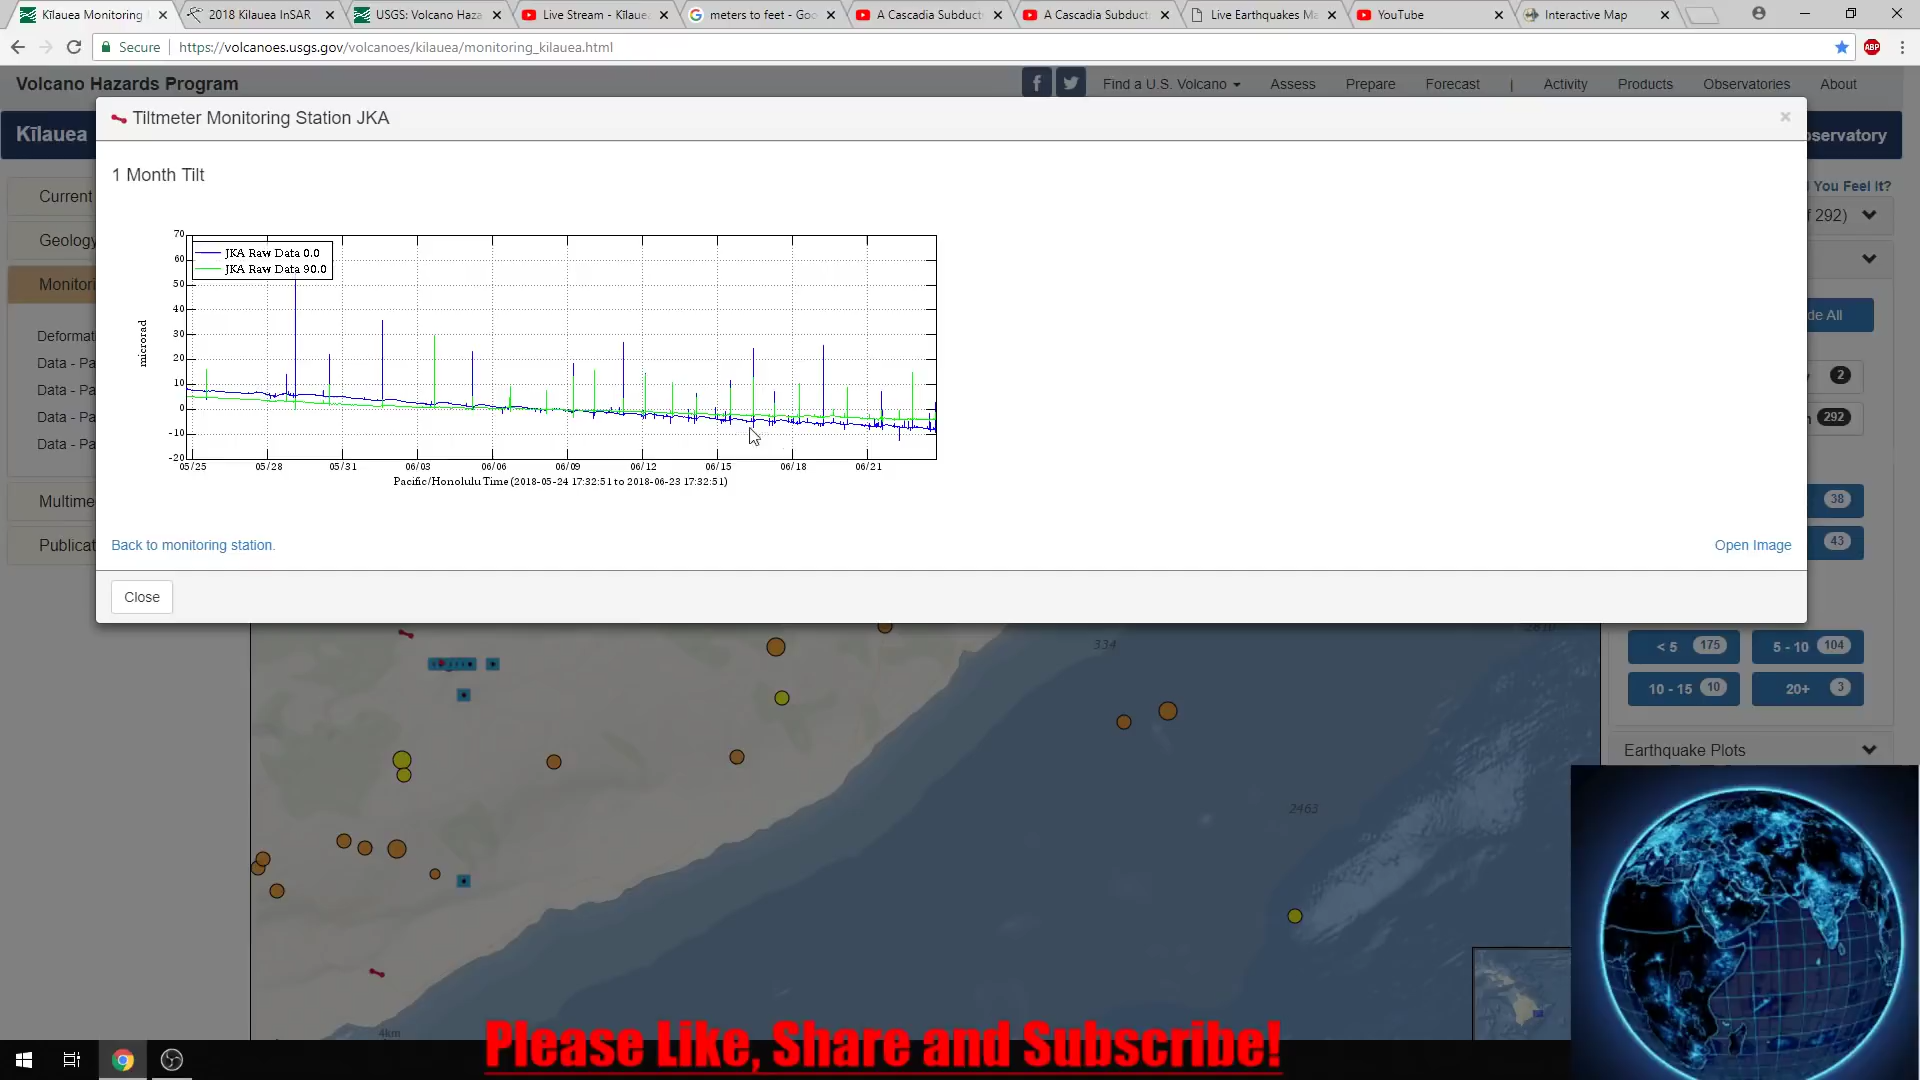 Kīlauea Monitoring
2018 Kilauea InSAR
USGS: Volcano Haza
Live Stream - Kīlaue
meters to feet - Goo
A Cascadia Subduct
A Cascadia Subduct
Live Earthquakes Ma
YouTube
Interactive Map
Secure
https://volcanoes.usgs.gov/volcanoes/kilauea/monitoring_kilauea.html
ABP
Volcano Hazards Program
Find a U.S. Volcano
Assess
Prepare
Forecast
|
Activity
Products
Observatories
About
Kīlauea
Tiltmeter Monitoring Station JKA
×
servatory
1 Month Tilt
You Feel It?
Current
292)
Geology
Monitori
Deformat
Data - Pa
Data - Pa
Data - Pa
Data - Pa
Multime
Publicat
de All
2
292
38
43
JKA Raw Data 0.0
JKA Raw Data 90.0
microrad
70
60
50
40
30
20
10
0
-10
-20
05/25
05/28
05/31
06/03
06/06
06/09
06/12
06/15
06/18
06/21
Pacific/Honolulu Time (2018-05-24 17:32:51 to 2018-06-23 17:32:51)
Back to monitoring station.
Open Image
Close
334
2463
4km
< 5 175
5 - 10 104
10 - 15 10
20+ 3
Earthquake Plots
Please Like, Share and Subscribe!